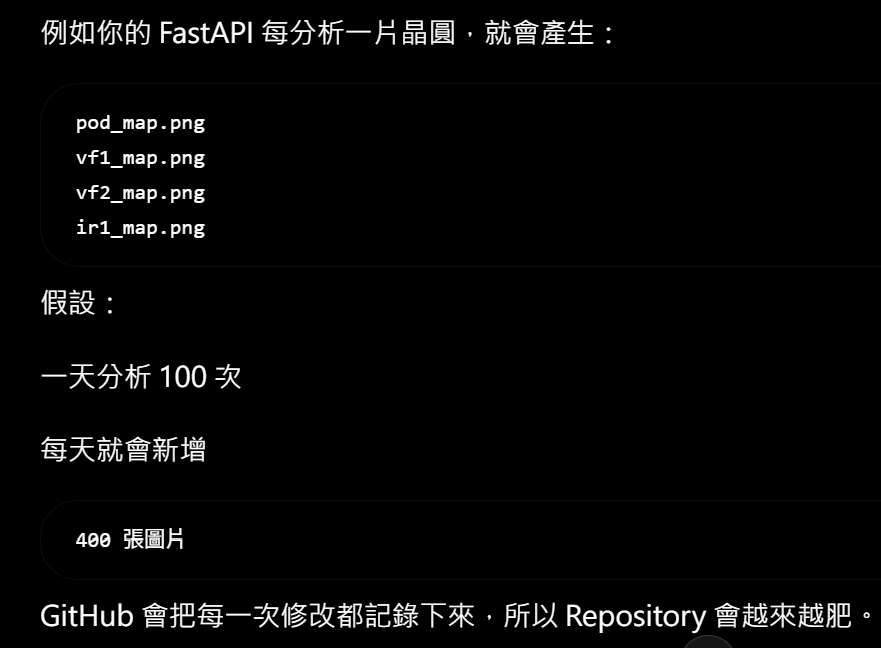 例如你的 FastAPI 每分析一片晶圓，就會產生：
pod_map.png
vf1_map.png
vf2_map.png
ir1_map.png
假設：
一天分析 100 次
每天就會新增
400 張圖片
GitHub 會把每一次修改都記錄下來，所以 Repository 會越來越肥。